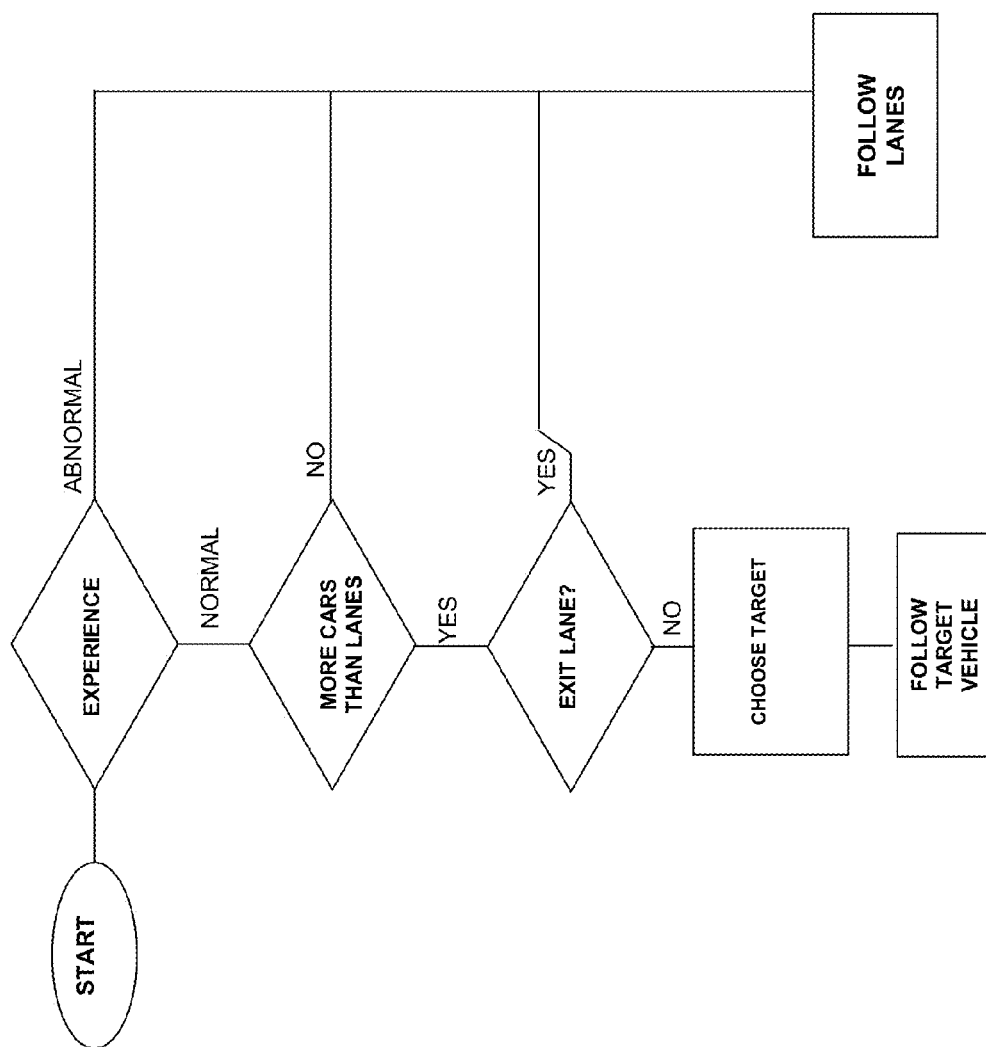 START
EXPERIENCE
ABNORMAL
NORMAL
MORE CARS
THAN LANES
NO
YES
EXIT LANE?
YES
NO
CHOOSE TARGET
FOLLOW
TARGET
VEHICLE
FOLLOW
LANES